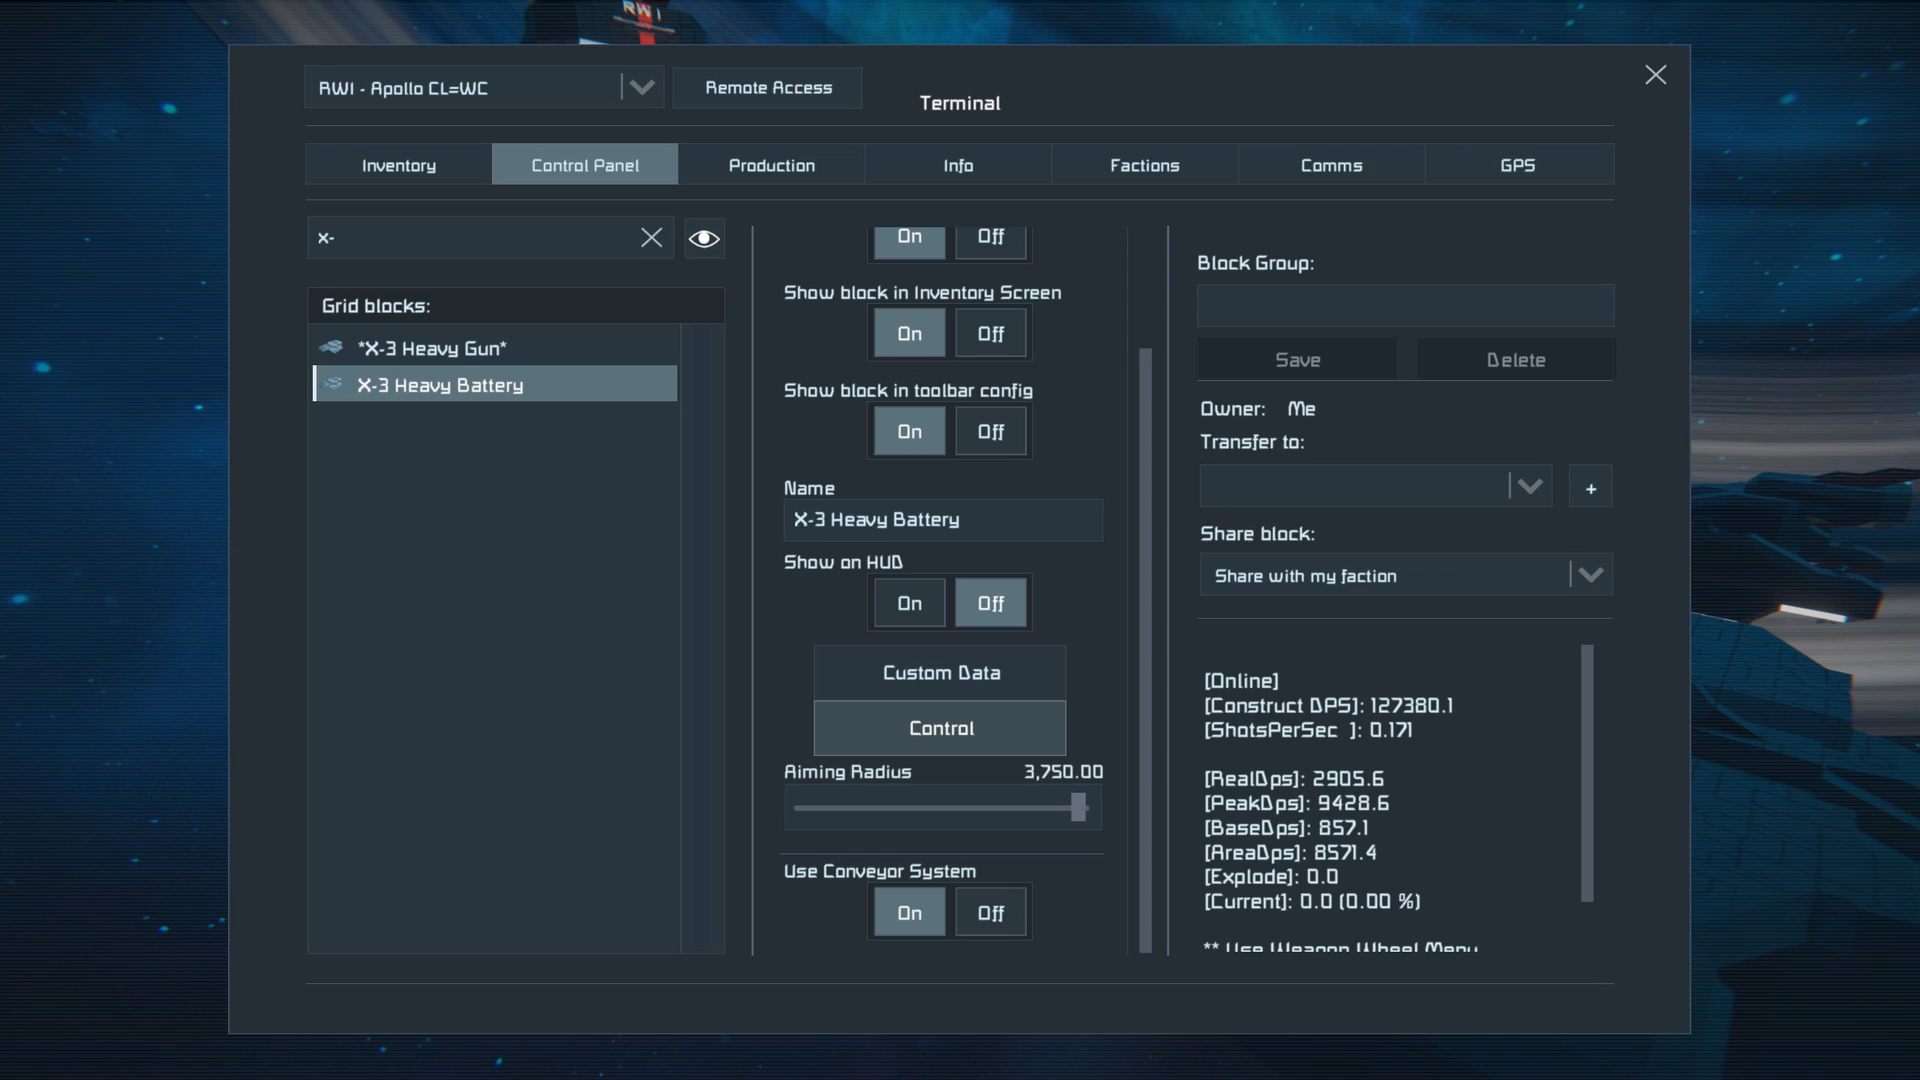 RWI
RWI - Apollo CL=WC
Remote Access
Terminal
Inventory
Control Panel
Production
Info
Factions
Comms
GPS
x-
Grid blocks:
*X-3 Heavy Gun*
X-3 Heavy Battery
On
Off
Show block in Inventory Screen
On
Off
Show block in toolbar config
On
Off
Name
X-3 Heavy Battery
Show on HUD
On
Off
Custom Data
Control
Aiming Radius
3,750.00
Use Conveyor System
On
Off
Block Group:
Save
Delete
Owner: Me
Transfer to:
+
Share block:
Share with my faction
[Online]
[Construct DPS]: 127380.1
[ShotsPerSec ]: 0.171
[RealDps]: 2905.6
[PeakDps]: 9428.6
[BaseDps]: 857.1
[AreaDps]: 8571.4
[Explode]: 0.0
[Current]: 0.0 (0.00 %)
** Use Weapon Wheel Menu